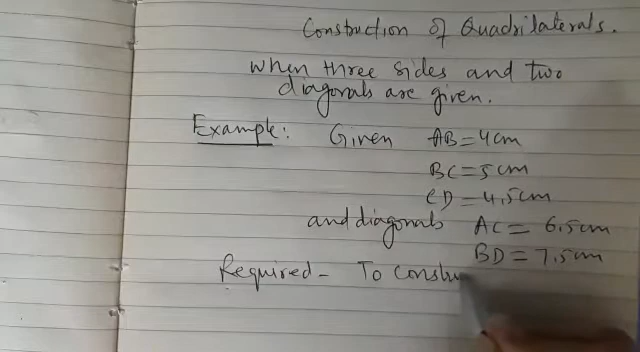 Construction of Quadrilaterals.
When three sides and two
diagonals are given.
Example: Given AB=4cm
BC=5cm
CD=4.5cm
and diagonals AC=6.5cm
BD=7.5cm
Required - To Constru